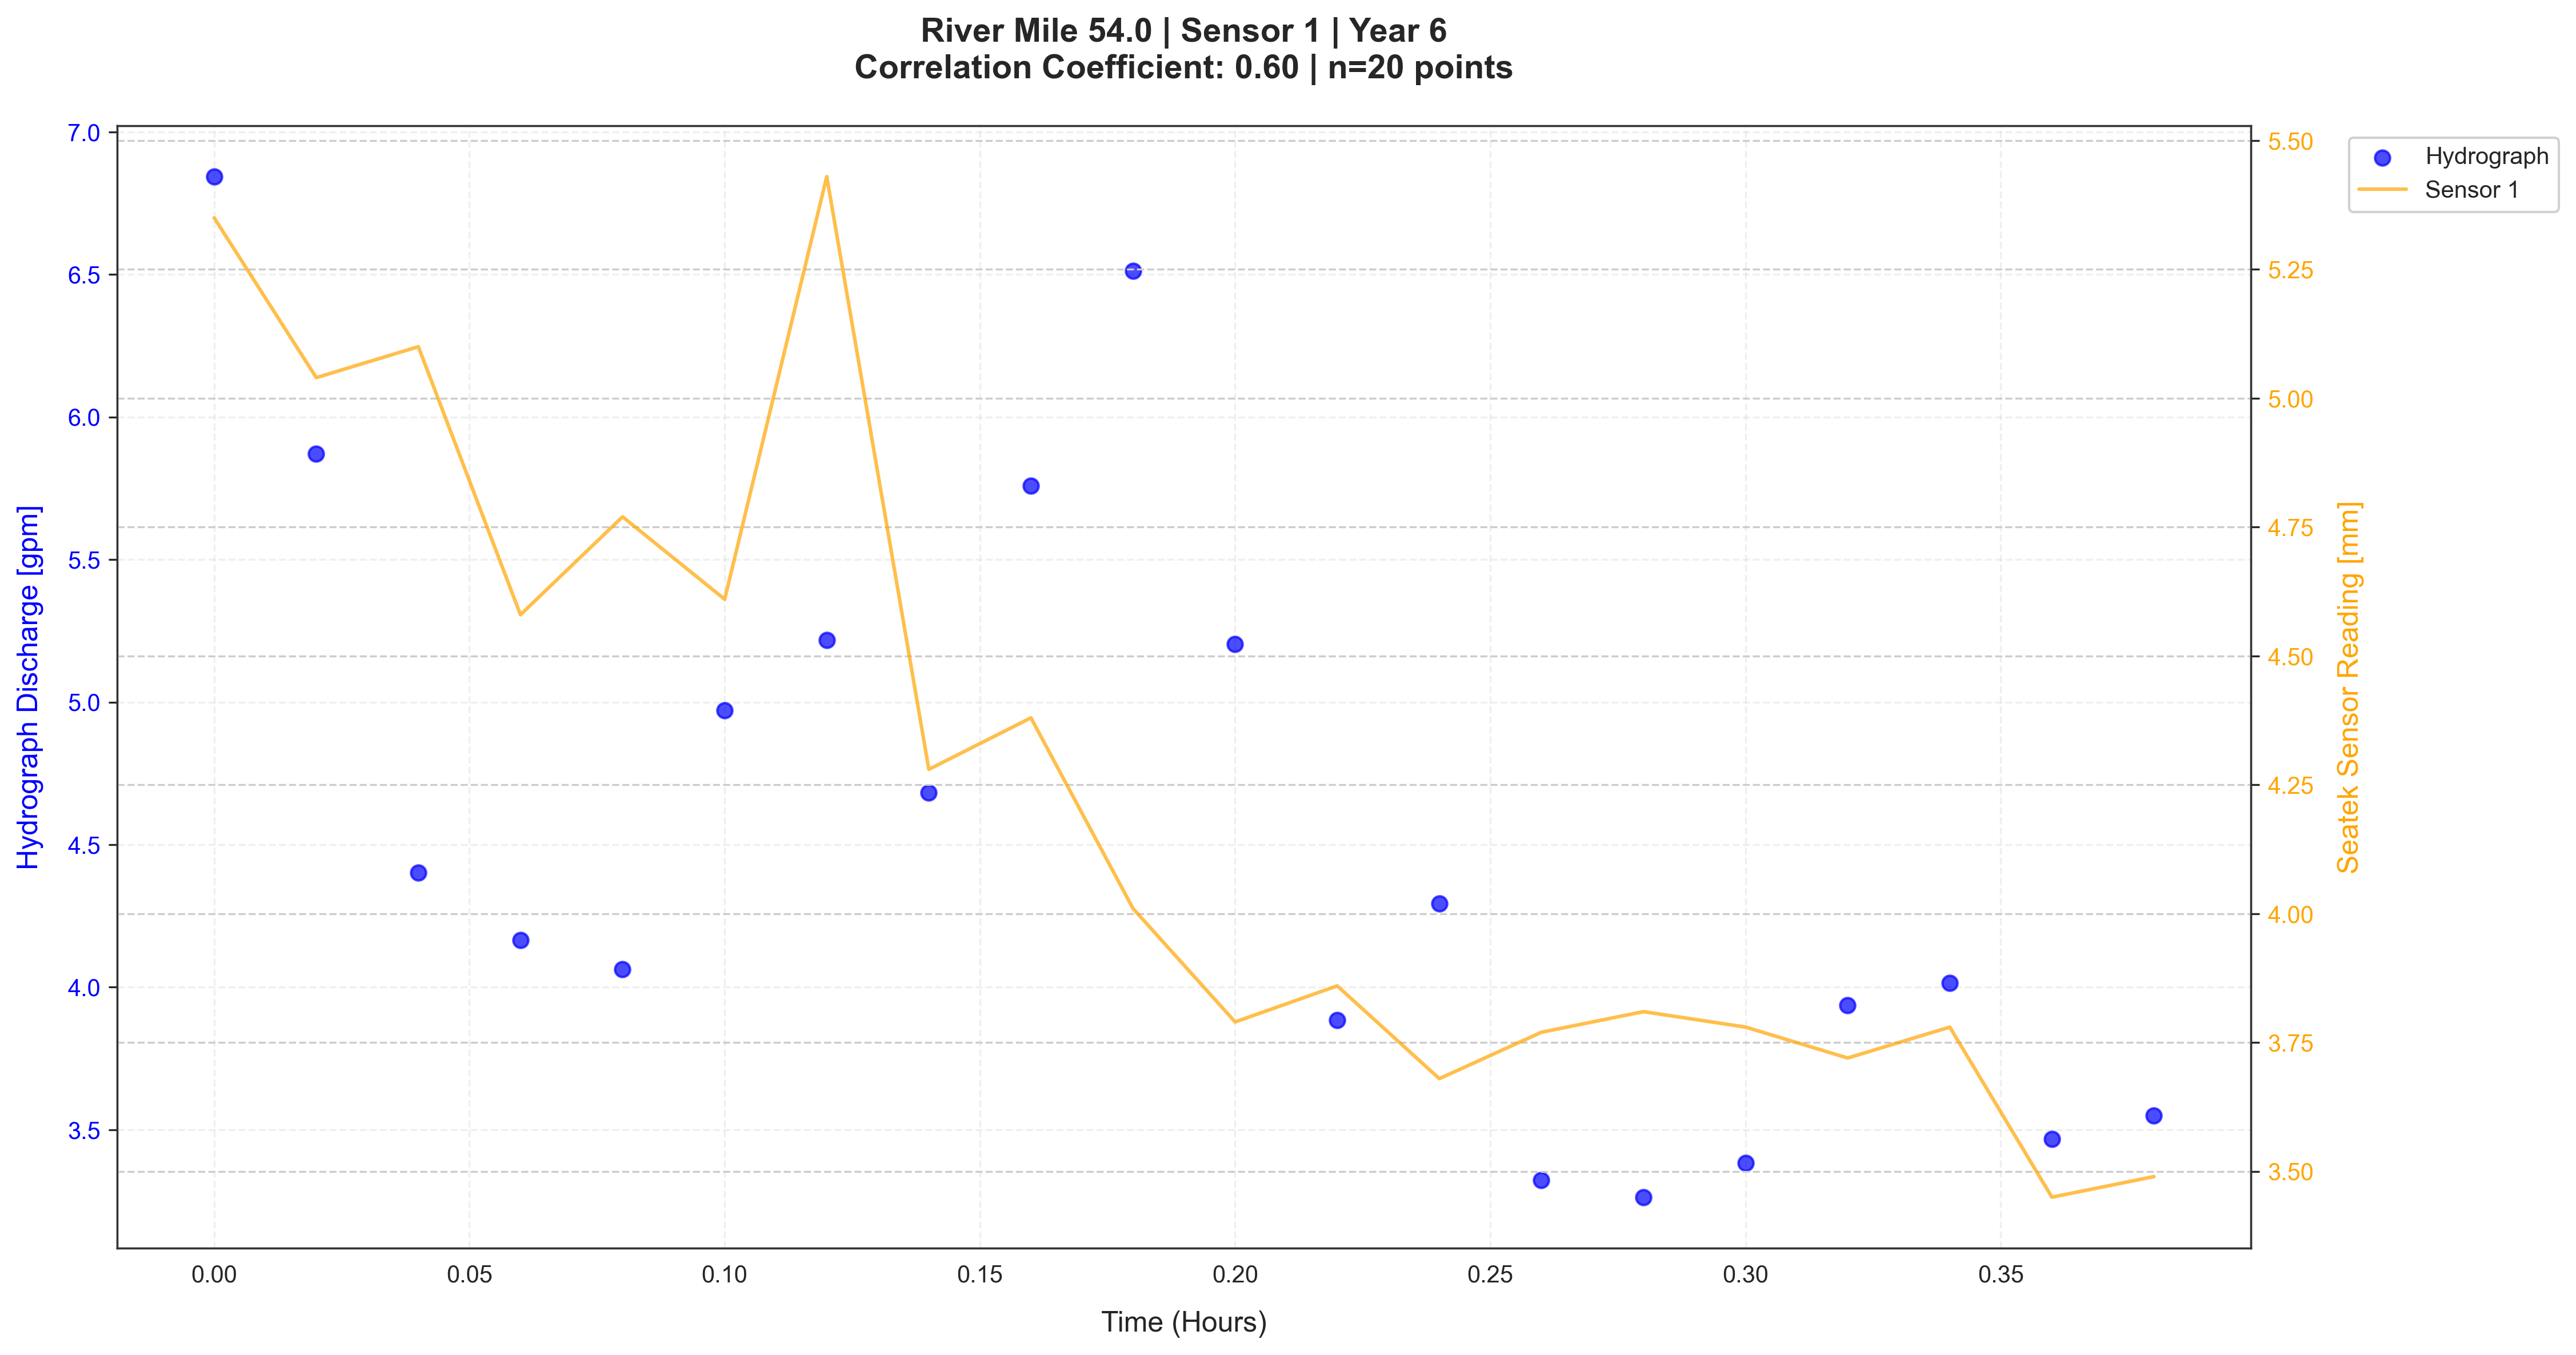 River Mile 54.0 | Sensor 1 | Year 6
Correlation Coefficient: 0.60 | n=20 points
Hydrograph
Sensor 1
Hydrograph Discharge [gpm]
7.0
6.5
6.0
5.5
5.0
4.5
4.0
3.5
5.50
5.25
5.00
4.75
4.50
4.25
4.00
3.75
3.50
Seatek Sensor Reading [mm]
0.00 0.05 0.10 0.15 0.20 0.25 0.30 0.35
Time (Hours)